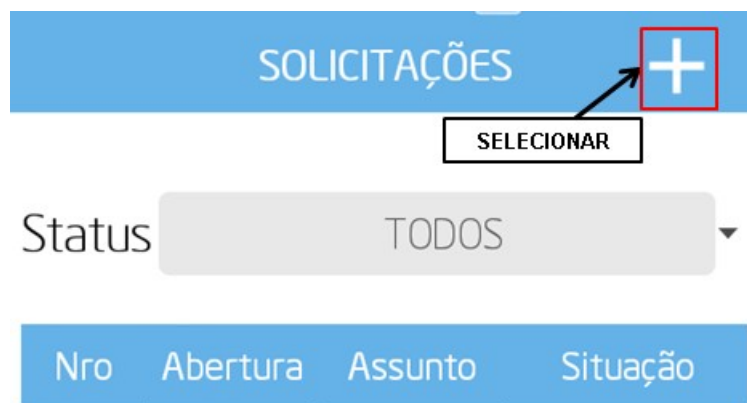 SOLICITAÇÕES +
SELECIONAR
Status TODOS
Nro Abertura Assunto Situação